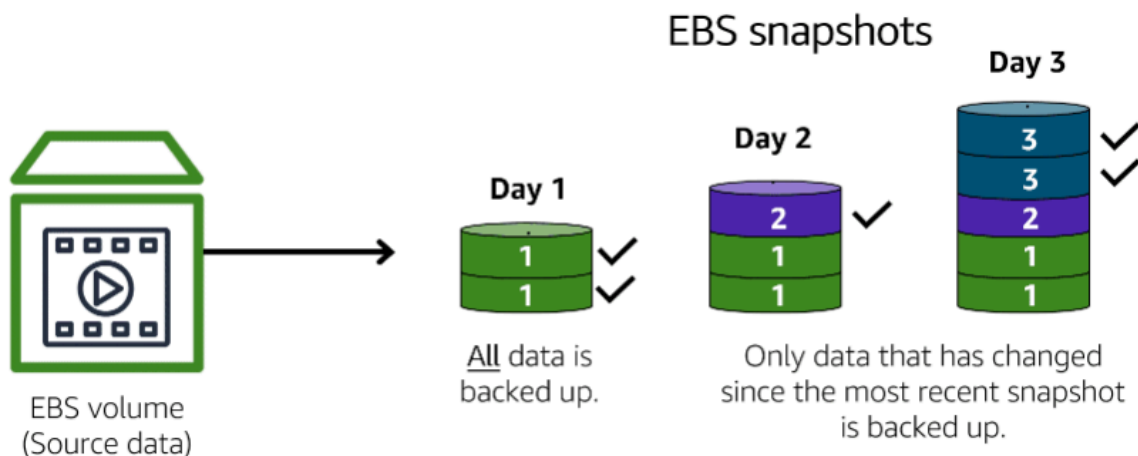 EBS snapshots
Day 3
Day 2
Day 1
3
3
2
2
1
1
1
1
1
1
All data is
backed up.
Only data that has changed
since the most recent snapshot
is backed up.
EBS volume
(Source data)